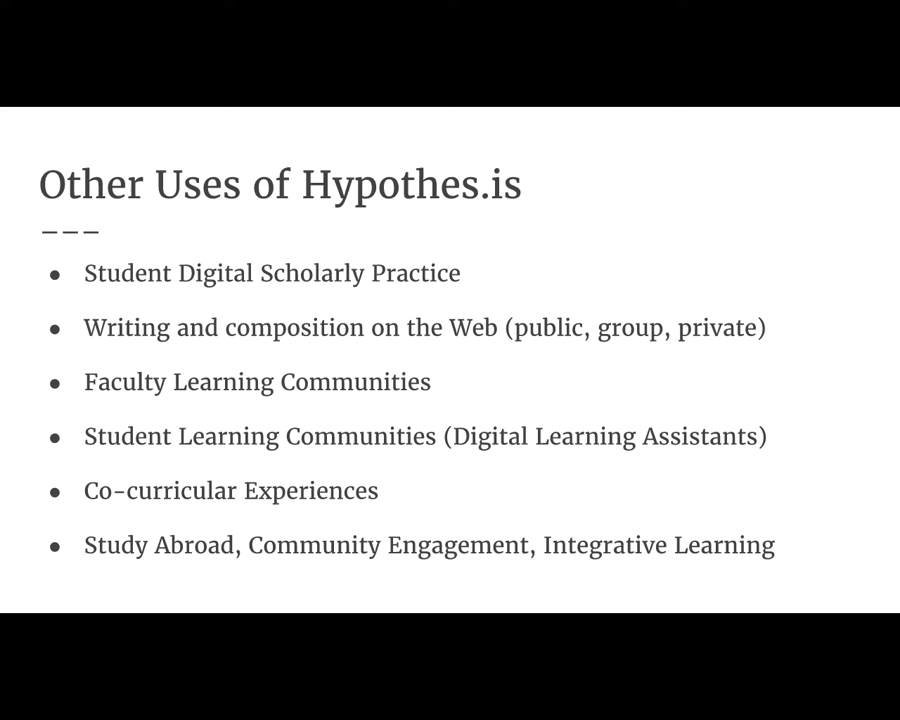 Other Uses of Hypothes.is
● Student Digital Scholarly Practice
● Writing and composition on the Web (public, group, private)
● Faculty Learning Communities
● Student Learning Communities (Digital Learning Assistants)
● Co-curricular Experiences
● Study Abroad, Community Engagement, Integrative Learning